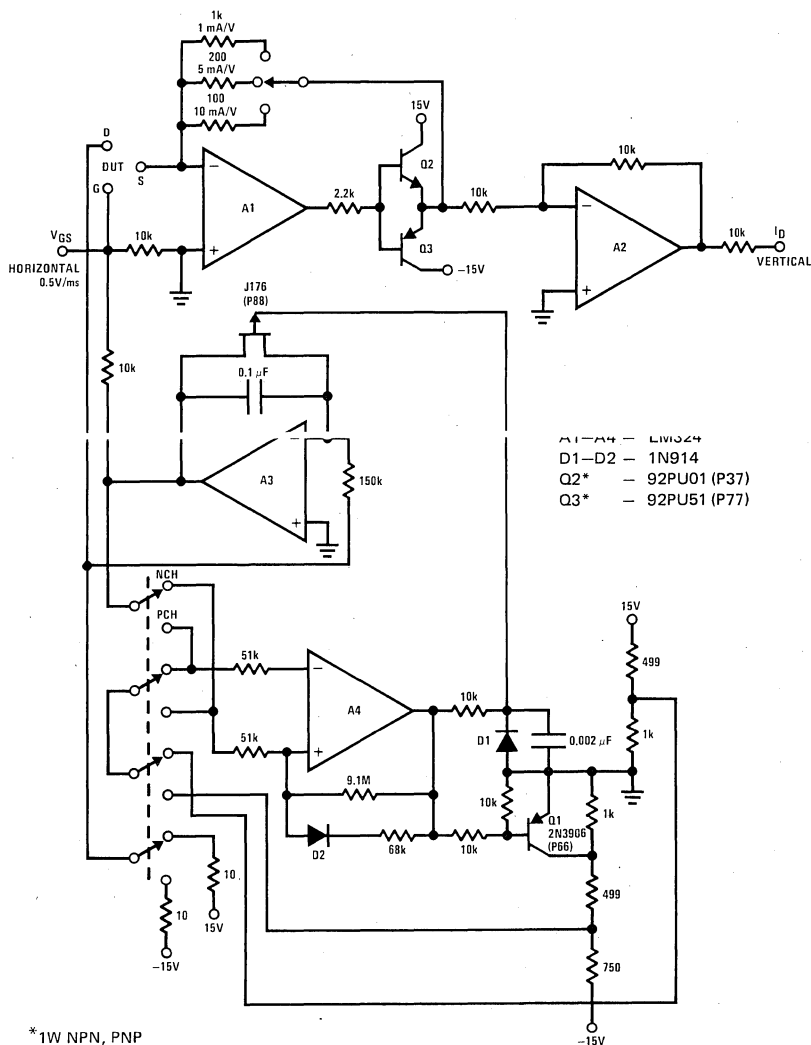 1k
1 mA/V
200
5 mA/V
100
10 mA/V
D
DUT
S
G
VGS
HORIZONTAL
0.5V/ms
10k
−
A1
+
2.2k
15V
Q2
Q3
−15V
10k
10k
−
A2
+
10k
ID
VERTICAL
J176
(P88)
0.1 µF
10k
−
A3
+
150k
D1–D2 – 1N914
Q2* – 92PU01 (P37)
Q3* – 92PU51 (P77)
NCH
PCH
51k
51k
−
A4
+
10k
D1
0.002 µF
15V
499
1k
9.1M
10k
D2
68k
10k
Q1
2N3906
(P66)
1k
499
750
−15V
10
15V
10
−15V
*1W NPN, PNP